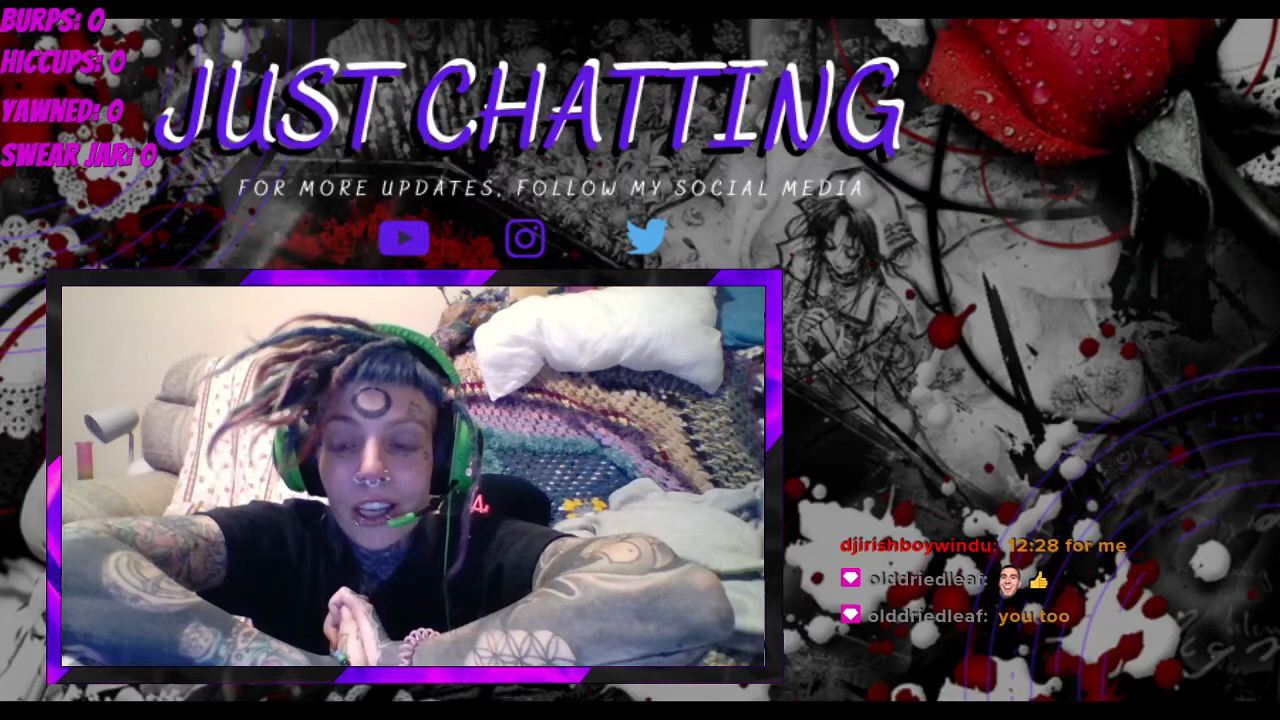 BURPS: 0
HICCUPS: 0
YAWNED: 0
SWEAR JAR: 0
JUST CHATTING
FOR MORE UPDATES, FOLLOW MY SOCIAL MEDIA
djirishboywindu: 12:28 for me
olddriedleaf:
olddriedleaf: you too